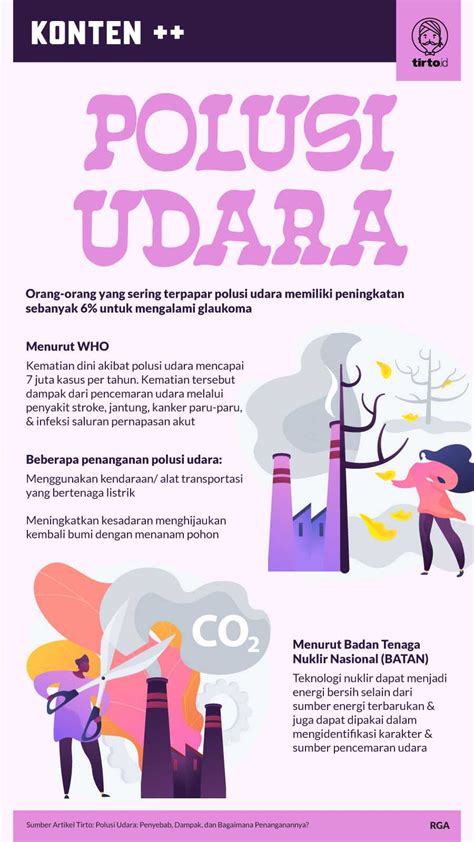 KONTEN ++
tirto.id
POLUSI
UDARA
Orang-orang yang sering terpapar polusi udara memiliki peningkatan
sebanyak 6% untuk mengalami glaukoma
Menurut WHO
Kematian dini akibat polusi udara mencapai
7 juta kasus per tahun. Kematian tersebut
dampak dari pencemaran udara melalui
penyakit stroke, jantung, kanker paru-paru,
& infeksi saluran pernapasan akut
Beberapa penanganan polusi udara:
Menggunakan kendaraan/ alat transportasi
yang bertenaga listrik
Meningkatkan kesadaran menghijaukan
kembali bumi dengan menanam pohon
CO2
Menurut Badan Tenaga
Nuklir Nasional (BATAN)
Teknologi nuklir dapat menjadi
energi bersih selain dari
sumber energi terbarukan &
juga dapat dipakai dalam
mengidentifikasi karakter &
sumber pencemaran udara
Sumber Artikel Tirto: Polusi Udara: Penyebab, Dampak, dan Bagaimana Penanganannya?
RGA